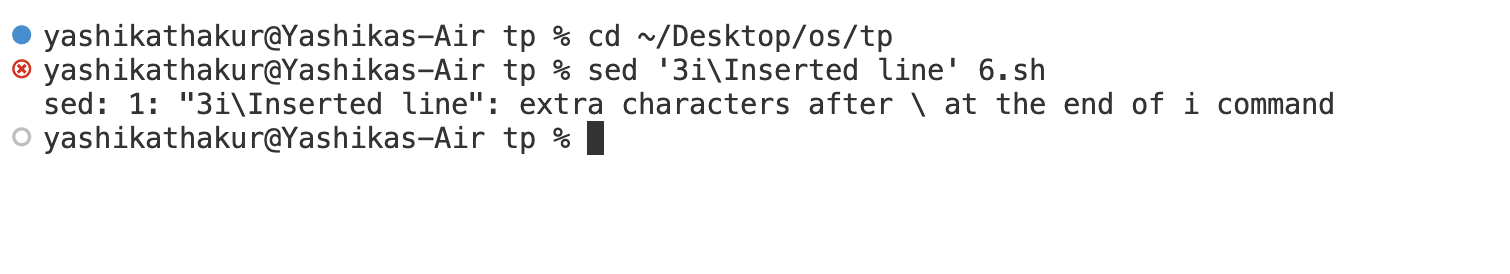 yashikathakur@Yashikas-Air tp % cd ~/Desktop/os/tp
yashikathakur@Yashikas-Air tp % sed '3i\Inserted line' 6.sh
sed: 1: "3i\Inserted line": extra characters after \ at the end of i command
yashikathakur@Yashikas-Air tp %